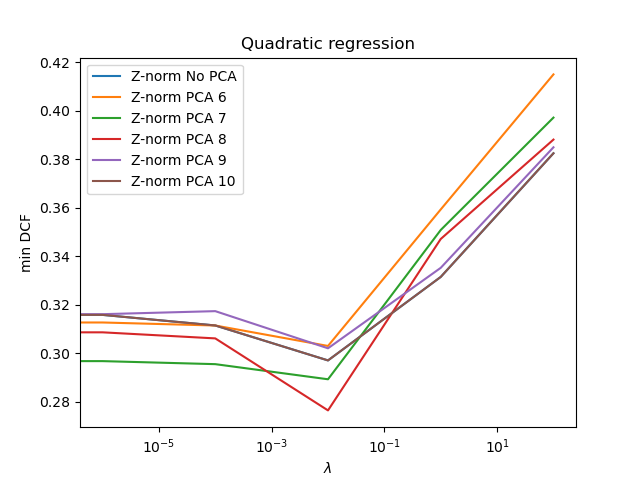 Quadratic regression
Z-norm No PCA
Z-norm PCA 6
Z-norm PCA 7
Z-norm PCA 8
Z-norm PCA 9
Z-norm PCA 10
min DCF
0.42
0.40
0.38
0.36
0.34
0.32
0.30
0.28
10⁻⁵ 10⁻³ 10⁻¹ 10¹
λ